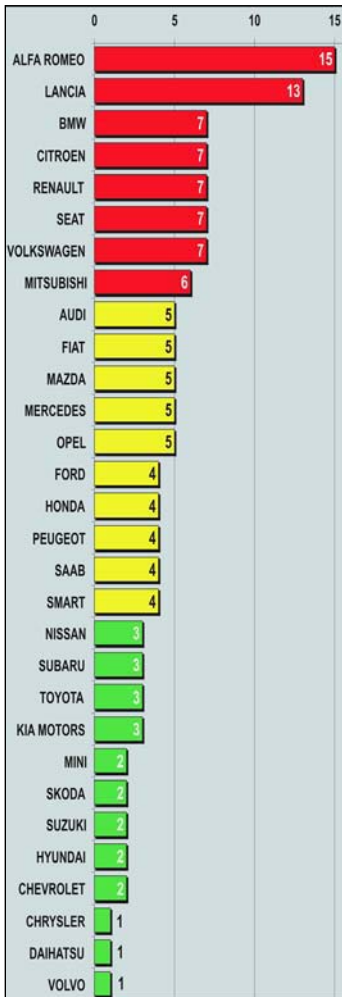 0 5 10 15
ALFA ROMEO 15
LANCIA 13
BMW 7
CITROEN 7
RENAULT 7
SEAT 7
VOLKSWAGEN 7
MITSUBISHI 6
AUDI 5
FIAT 5
MAZDA 5
MERCEDES 5
OPEL 5
FORD 4
HONDA 4
PEUGEOT 4
SAAB 4
SMART 4
NISSAN 3
SUBARU 3
TOYOTA 3
KIA MOTORS 3
MINI 2
SKODA 2
SUZUKI 2
HYUNDAI 2
CHEVROLET 2
CHRYSLER 1
DAIHATSU 1
VOLVO 1